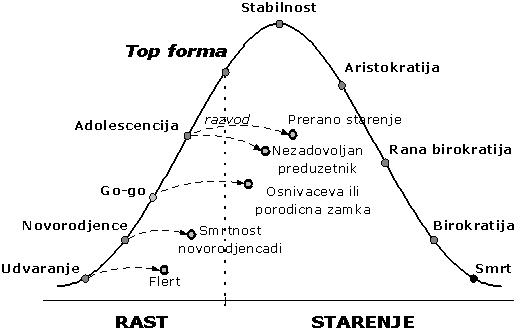 Stabilnost
Top forma
Aristokratija
razvod
Prerano starenje
Adolescencija
Nezadovoljan
preduzetnik
Rana birokratija
Go-go
Osnivaceva ili
porodicna zamka
Novorodjence
Smrtnost
novorodjencadi
Birokratija
Udvaranje
Flert
Smrt
RAST
STARENJE